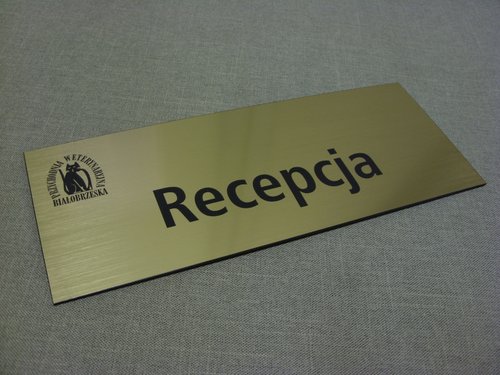 PRZYCHODNIA WETERYNARYJNA
BIAŁOBRZESKA
Recepcja